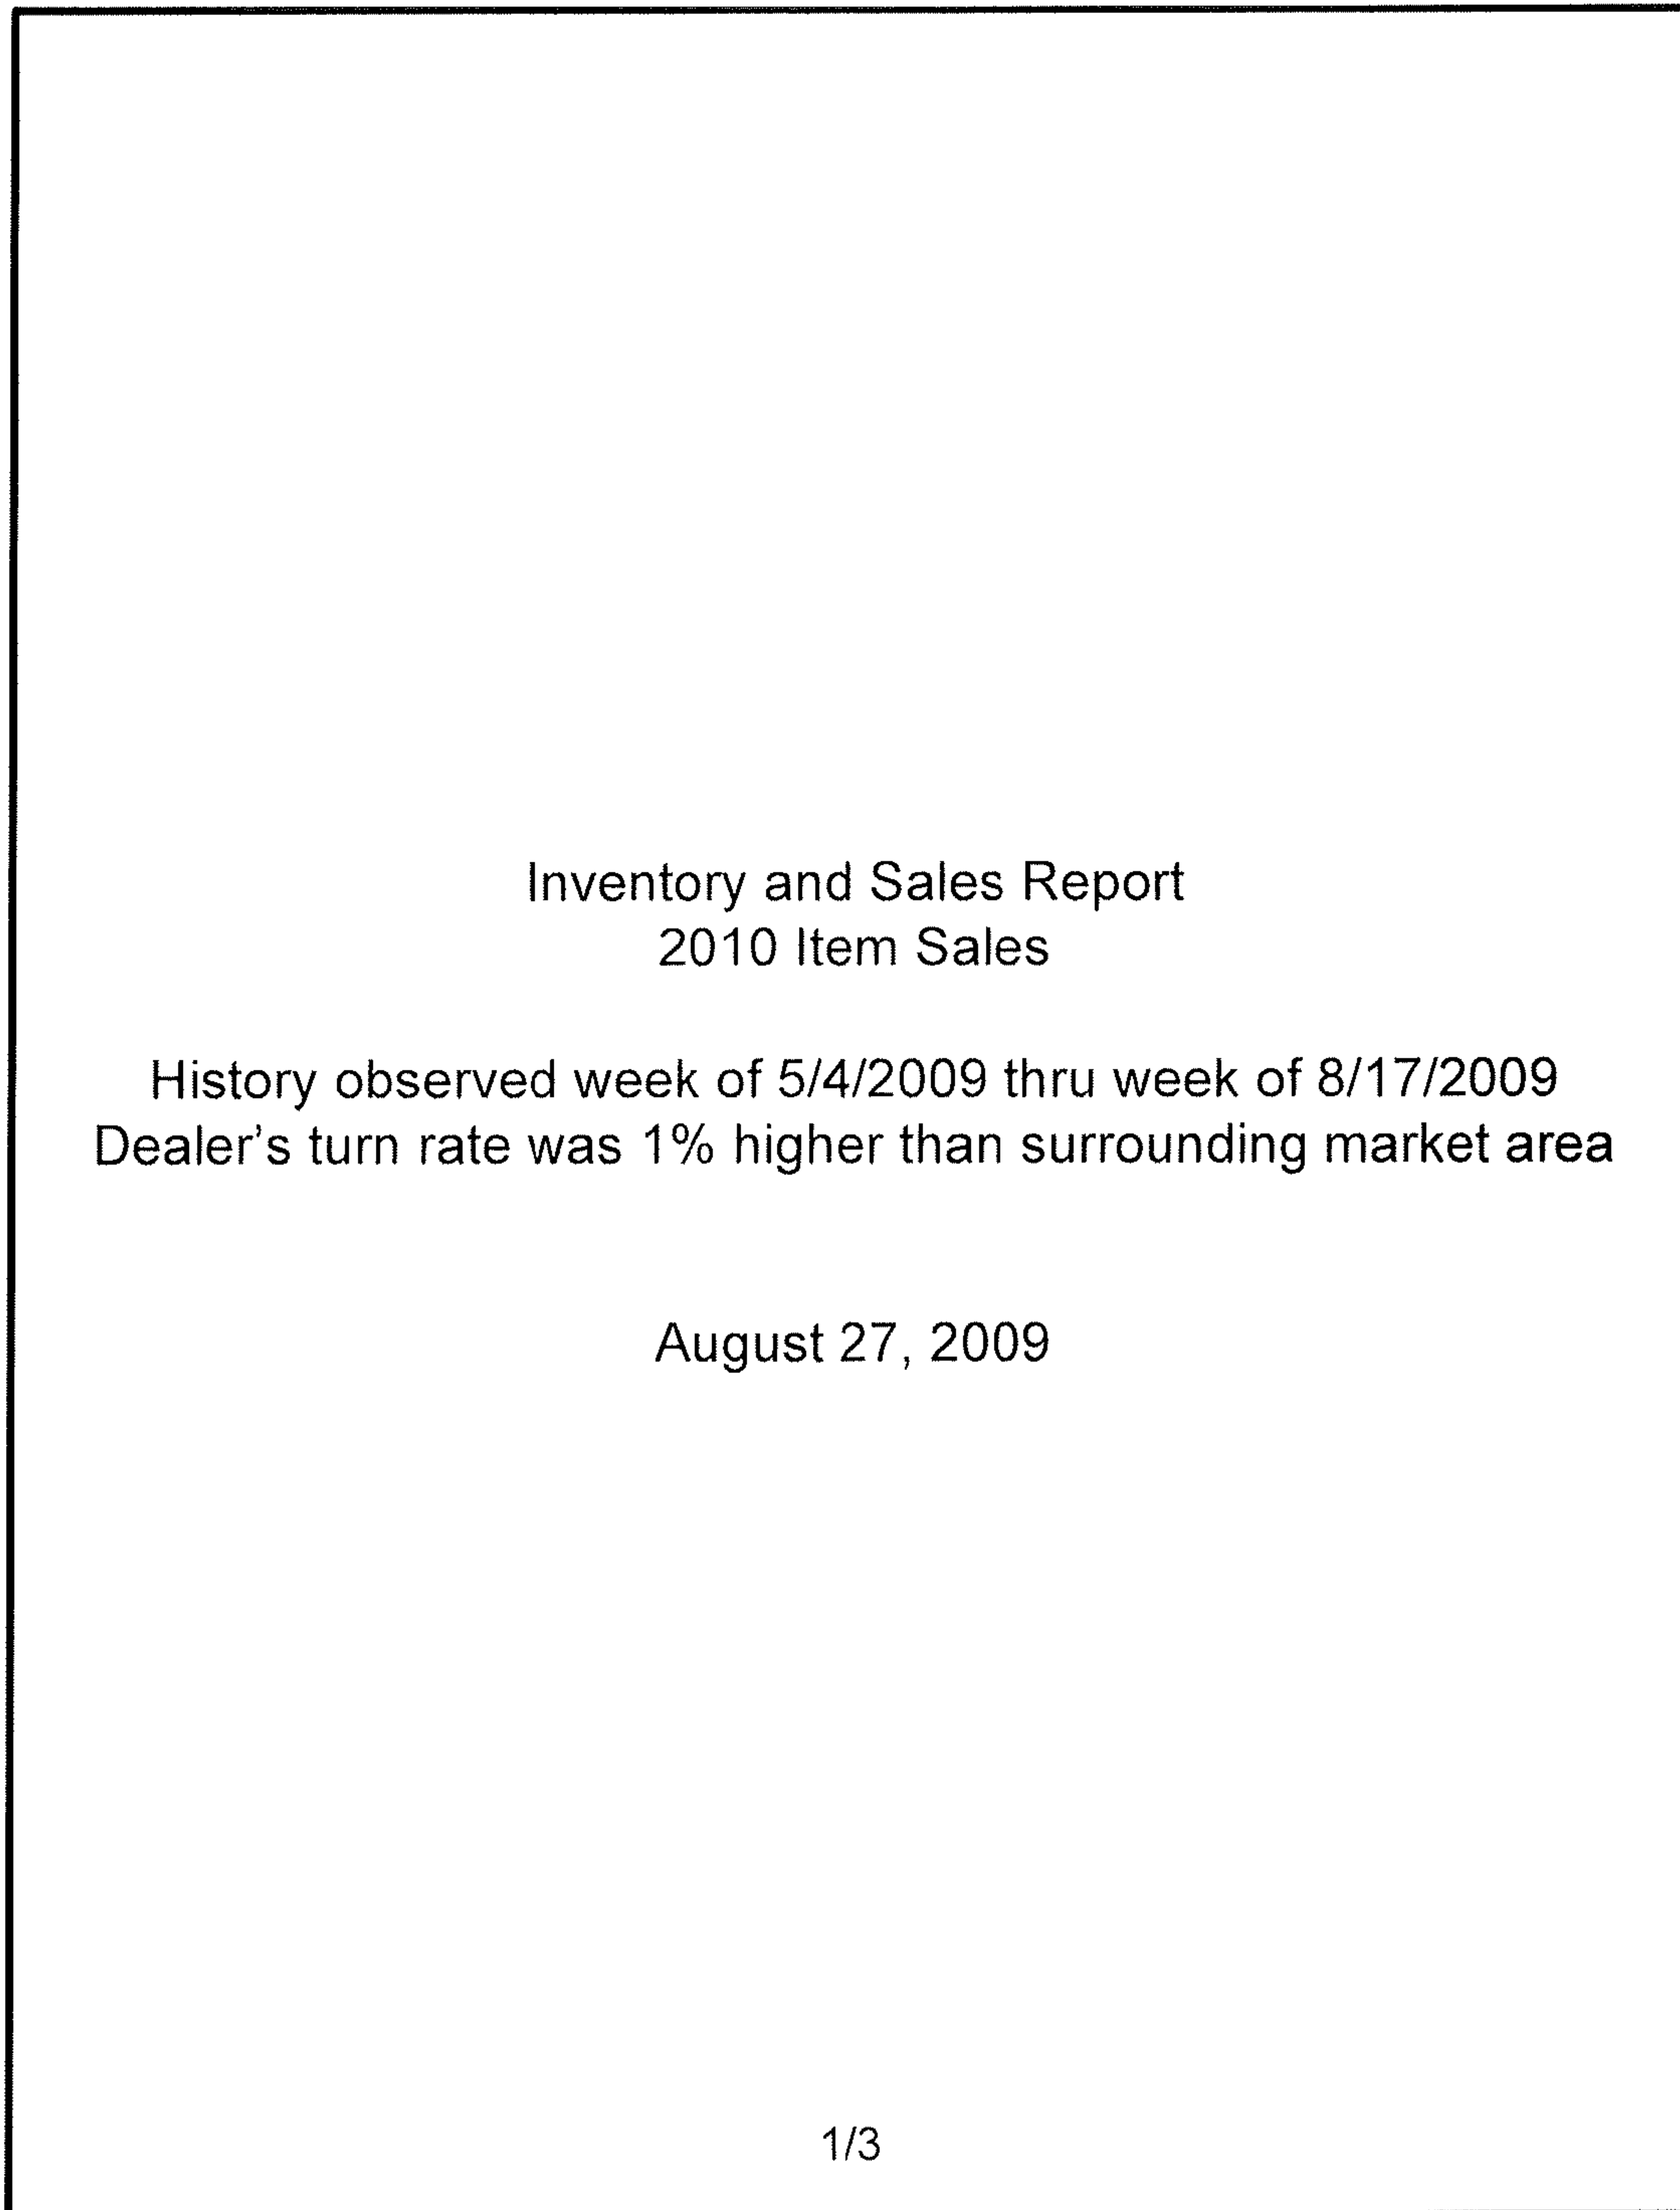 Inventory and Sales Report
2010 Item Sales
History observed week of 5/4/2009 thru week of 8/17/2009
Dealer's turn rate was 1% higher than surrounding market area
August 27, 2009
1/3